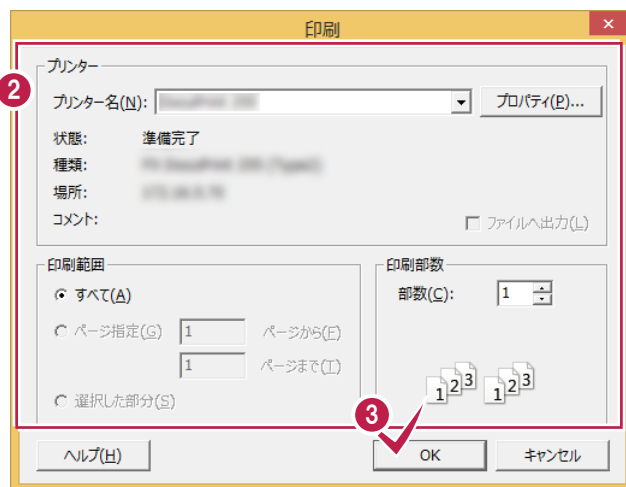 印刷
×
2
プリンター
プリンター名(N):
プロパティ(P)...
状態: 準備完了
種類:
場所:
コメント:
ファイルへ出力(L)
印刷範囲
すべて(A)
ページ指定(G) 1 ページから(F)
1 ページまで(T)
選択した部分(S)
印刷部数
部数(C): 1
1 2 3 1 2 3
3
ヘルプ(H) OK キャンセル